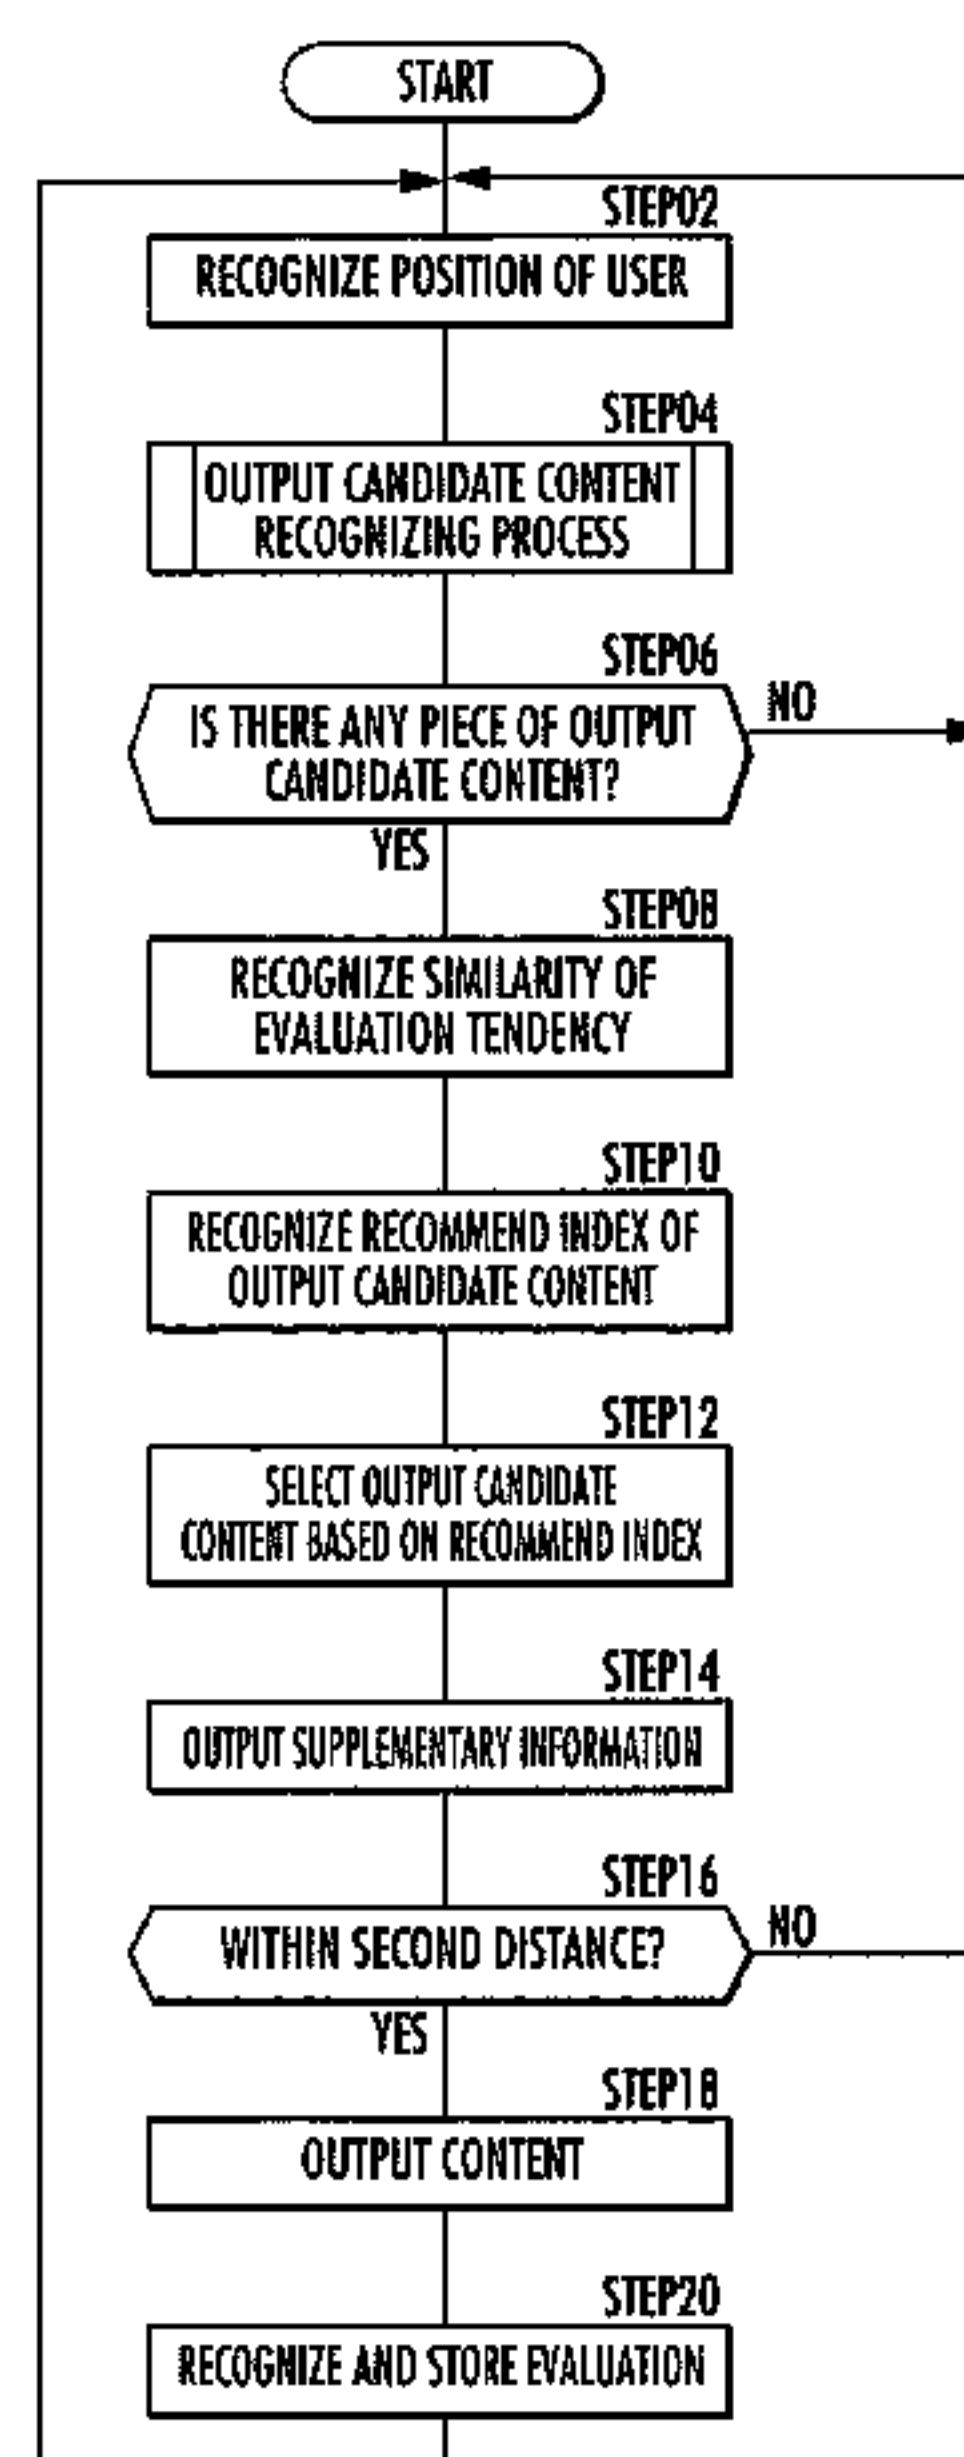 START
STEP02
RECOGNIZE POSITION OF USER
STEP04
OUTPUT CANDIDATE CONTENT
RECOGNIZING PROCESS
STEP06
IS THERE ANY PIECE OF OUTPUT
CANDIDATE CONTENT?
NO
YES
STEP08
RECOGNIZE SIMILARITY OF
EVALUATION TENDENCY
STEP10
RECOGNIZE RECOMMEND INDEX OF
OUTPUT CANDIDATE CONTENT
STEP12
SELECT OUTPUT CANDIDATE
CONTENT BASED ON RECOMMEND INDEX
STEP14
OUTPUT SUPPLEMENTARY INFORMATION
STEP16
WITHIN SECOND DISTANCE?
NO
YES
STEP18
OUTPUT CONTENT
STEP20
RECOGNIZE AND STORE EVALUATION